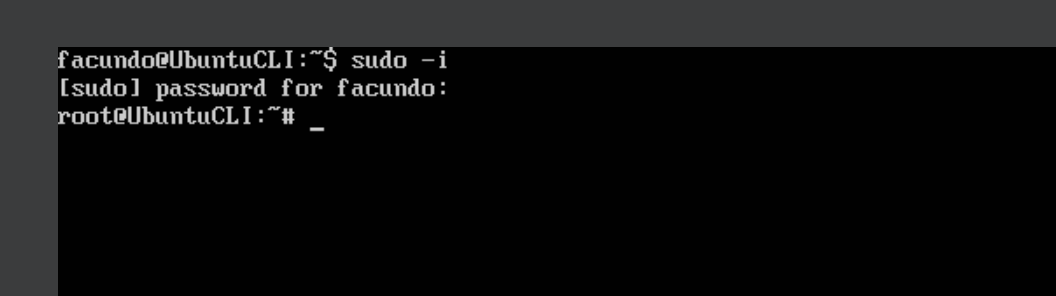 facundo@UbuntuCLI:~$ sudo -i
[sudo] password for facundo:
root@UbuntuCLI:~# _